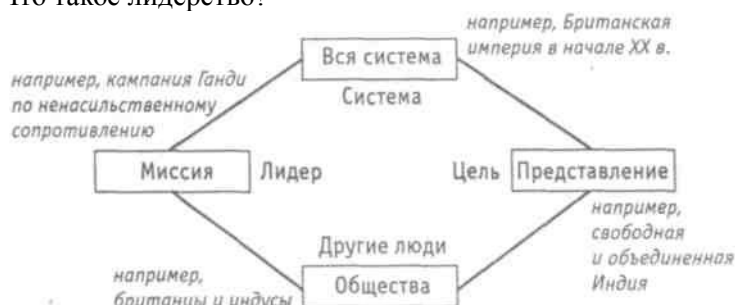 Что такое лидерство?
например, Британская
империя в начале XX в.
Вся система
Система
например, кампания Ганди
по ненасильственному
сопротивлению
Миссия
Лидер
Цель
Представление
например,
свободная
и объединенная
Индия
Другие люди
Общества
например,
британцы и индусы